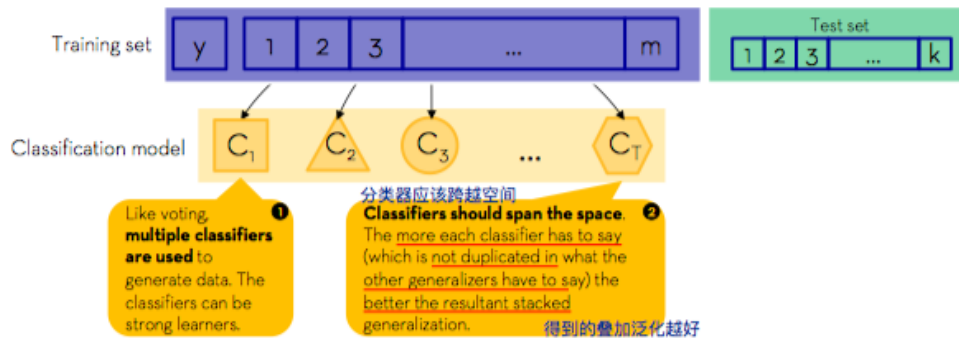 Training set
y
1 2 3 ... m
Test set
1 2 3 ... k
Classification model
C1 C2 C3 ... CT
1
Like voting,
multiple classifiers
are used to
generate data. The
classifiers can be
strong learners.
分类器应该跨越空间
2
Classifiers should span the space.
The more each classifier has to say
(which is not duplicated in what the
other generalizers have to say) the
better the resultant stacked
generalization.
得到的叠加泛化越好